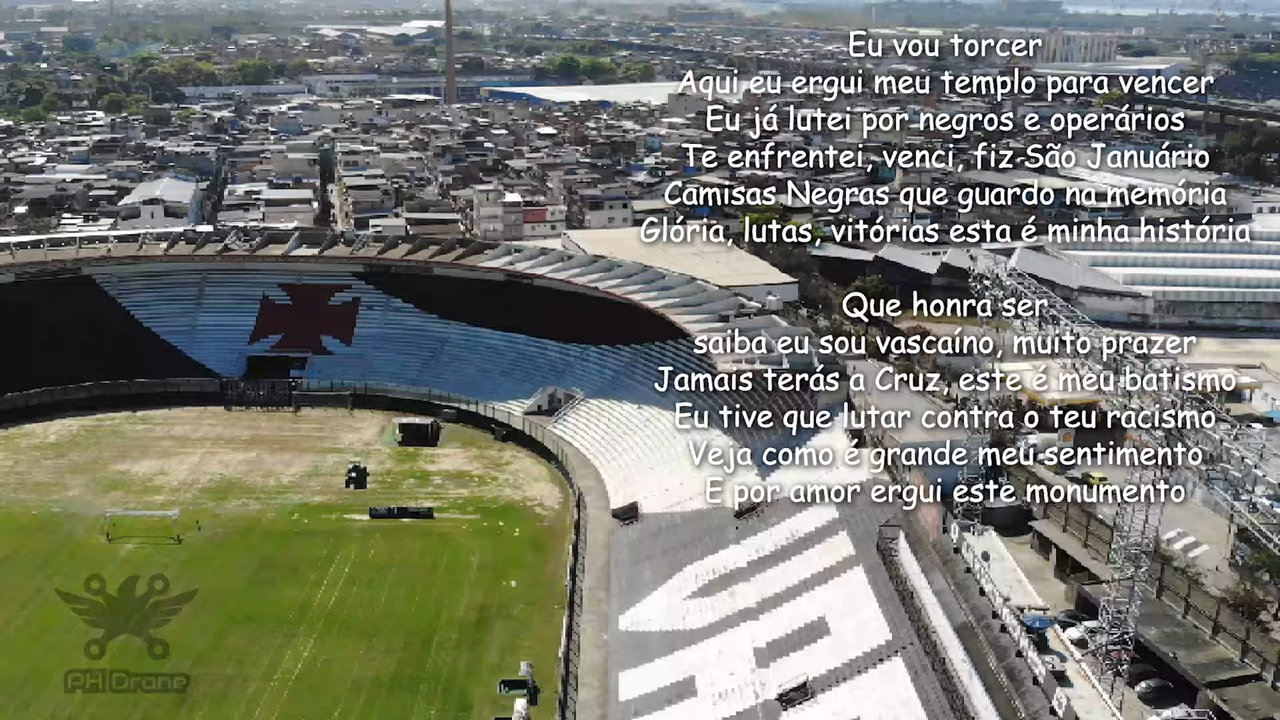 Eu vou torcer
Aqui eu ergui meu templo para vencer
Eu já lutei por negros e operários
Te enfrentei, venci, fiz São Januário
Camisas Negras que guardo na memória
Glória, lutas, vitórias esta é minha história
Que honra ser
saiba eu sou vascaíno, muito prazer
Jamais terás a Cruz, este é meu batismo
Eu tive que lutar contra o teu racismo
Veja como é grande meu sentimento
E por amor ergui este monumento
VA
PH Drone